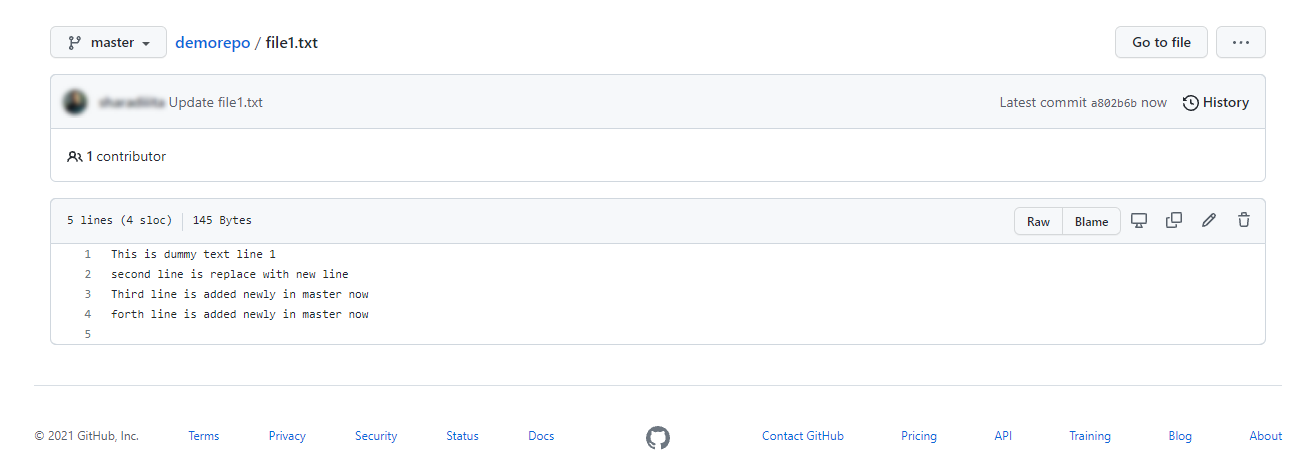 master demorepo / file1.txt Go to file ...
Update file1.txt Latest commit a802b6b now History
1 contributor
5 lines (4 sloc) 145 Bytes Raw Blame
1 This is dummy text line 1
2 second line is replace with new line
3 Third line is added newly in master now
4 forth line is added newly in master now
5
© 2021 GitHub, Inc. Terms Privacy Security Status Docs Contact GitHub Pricing API Training Blog About